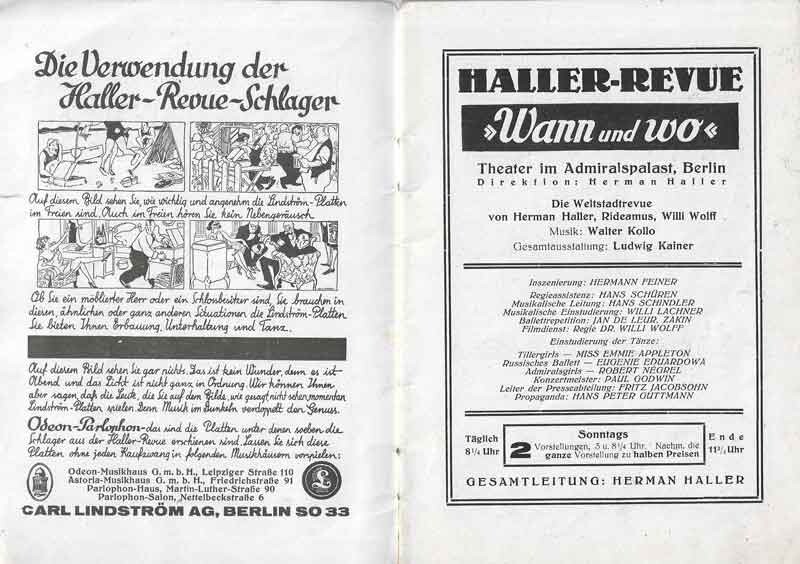 Die Verwendung der
Haller-Revue-Schlager
Auf diesem Bild sehen Sie, wie wichtig und angenehm die Lindström-Platten
im Freien sind. Auch im Freien hören Sie kein Nebengeräusch.
Ob Sie ein möblierter Herr oder ein Schloßbesitzer sind, Sie brauchen in
diesen, ähnlichen oder ganz anderen Situationen die Lindström-Platten
Sie bieten Ihnen Erbauung, Unterhaltung und Tanz.
Auf diesem Bild sehen Sie gar nichts. Das ist kein Wunder, denn es ist
Abend und das Licht ist nicht ganz in Ordnung. Wir können Ihnen
aber sagen, daß die Leute, die Sie auf dem Bilde, wie gesagt nicht sehen, momentan
Lindström-Platten spielen. Denn Musik im Dunkeln verdoppelt den Genuss.
Odeon-Parlophon-das sind die Platten unter denen soeben die
Schlager aus der Haller-Revue erschienen sind. Lassen Sie sich diese
Platten ohne jeden Kaufzwang in folgenden Musikhäusern vorspielen:
Odeon-Musikhaus G. m. b. H., Leipziger Straße 110
Astoria-Musikhaus G. m. b. H., Friedrichstraße 91
Parlophon-Haus, Martin-Luther-Straße 90
Parlophon-Salon, Nettelbeckstraße 6
CARL LINDSTRÖM AG, BERLIN SO 33
HALLER-REVUE
»Wann und wo«
Theater im Admiralspalast, Berlin
Direktion: Herman Haller
Die Weltstadtrevue
von Herman Haller, Rideamus, Willi Wolff
Musik: Walter Kollo
Gesamtausstattung: Ludwig Kainer
Inszenierung: HERMANN FEINER
Regieassistenz: HANS SCHÜREN
Musikalische Leitung: HANS SCHINDLER
Musikalische Einstudierung: WILLI LACHNER
Ballettrepetition: JAN DE LEUR, ZAKIN
Filmdienst: Regie DR. WILLI WOLFF
Einstudierung der Tänze:
Tillergirls — MISS EMMIE APPLETON
Russisches Ballett — EUGENIE EDUARDOWA
Admiralsgirls — ROBERT NEGREL
Konzertmeister: PAUL GODWIN
Leiter der Presseabteilung: FRITZ JACOBSOHN
Propaganda: HANS PETER GUTTMANN
Täglich
8¼ Uhr
Sonntags
2 Vorstellungen, 3 u. 8¼ Uhr. Nachm. die
ganze Vorstellung zu halben Preisen
Ende
11¼ Uhr
GESAMTLEITUNG: HERMAN HALLER